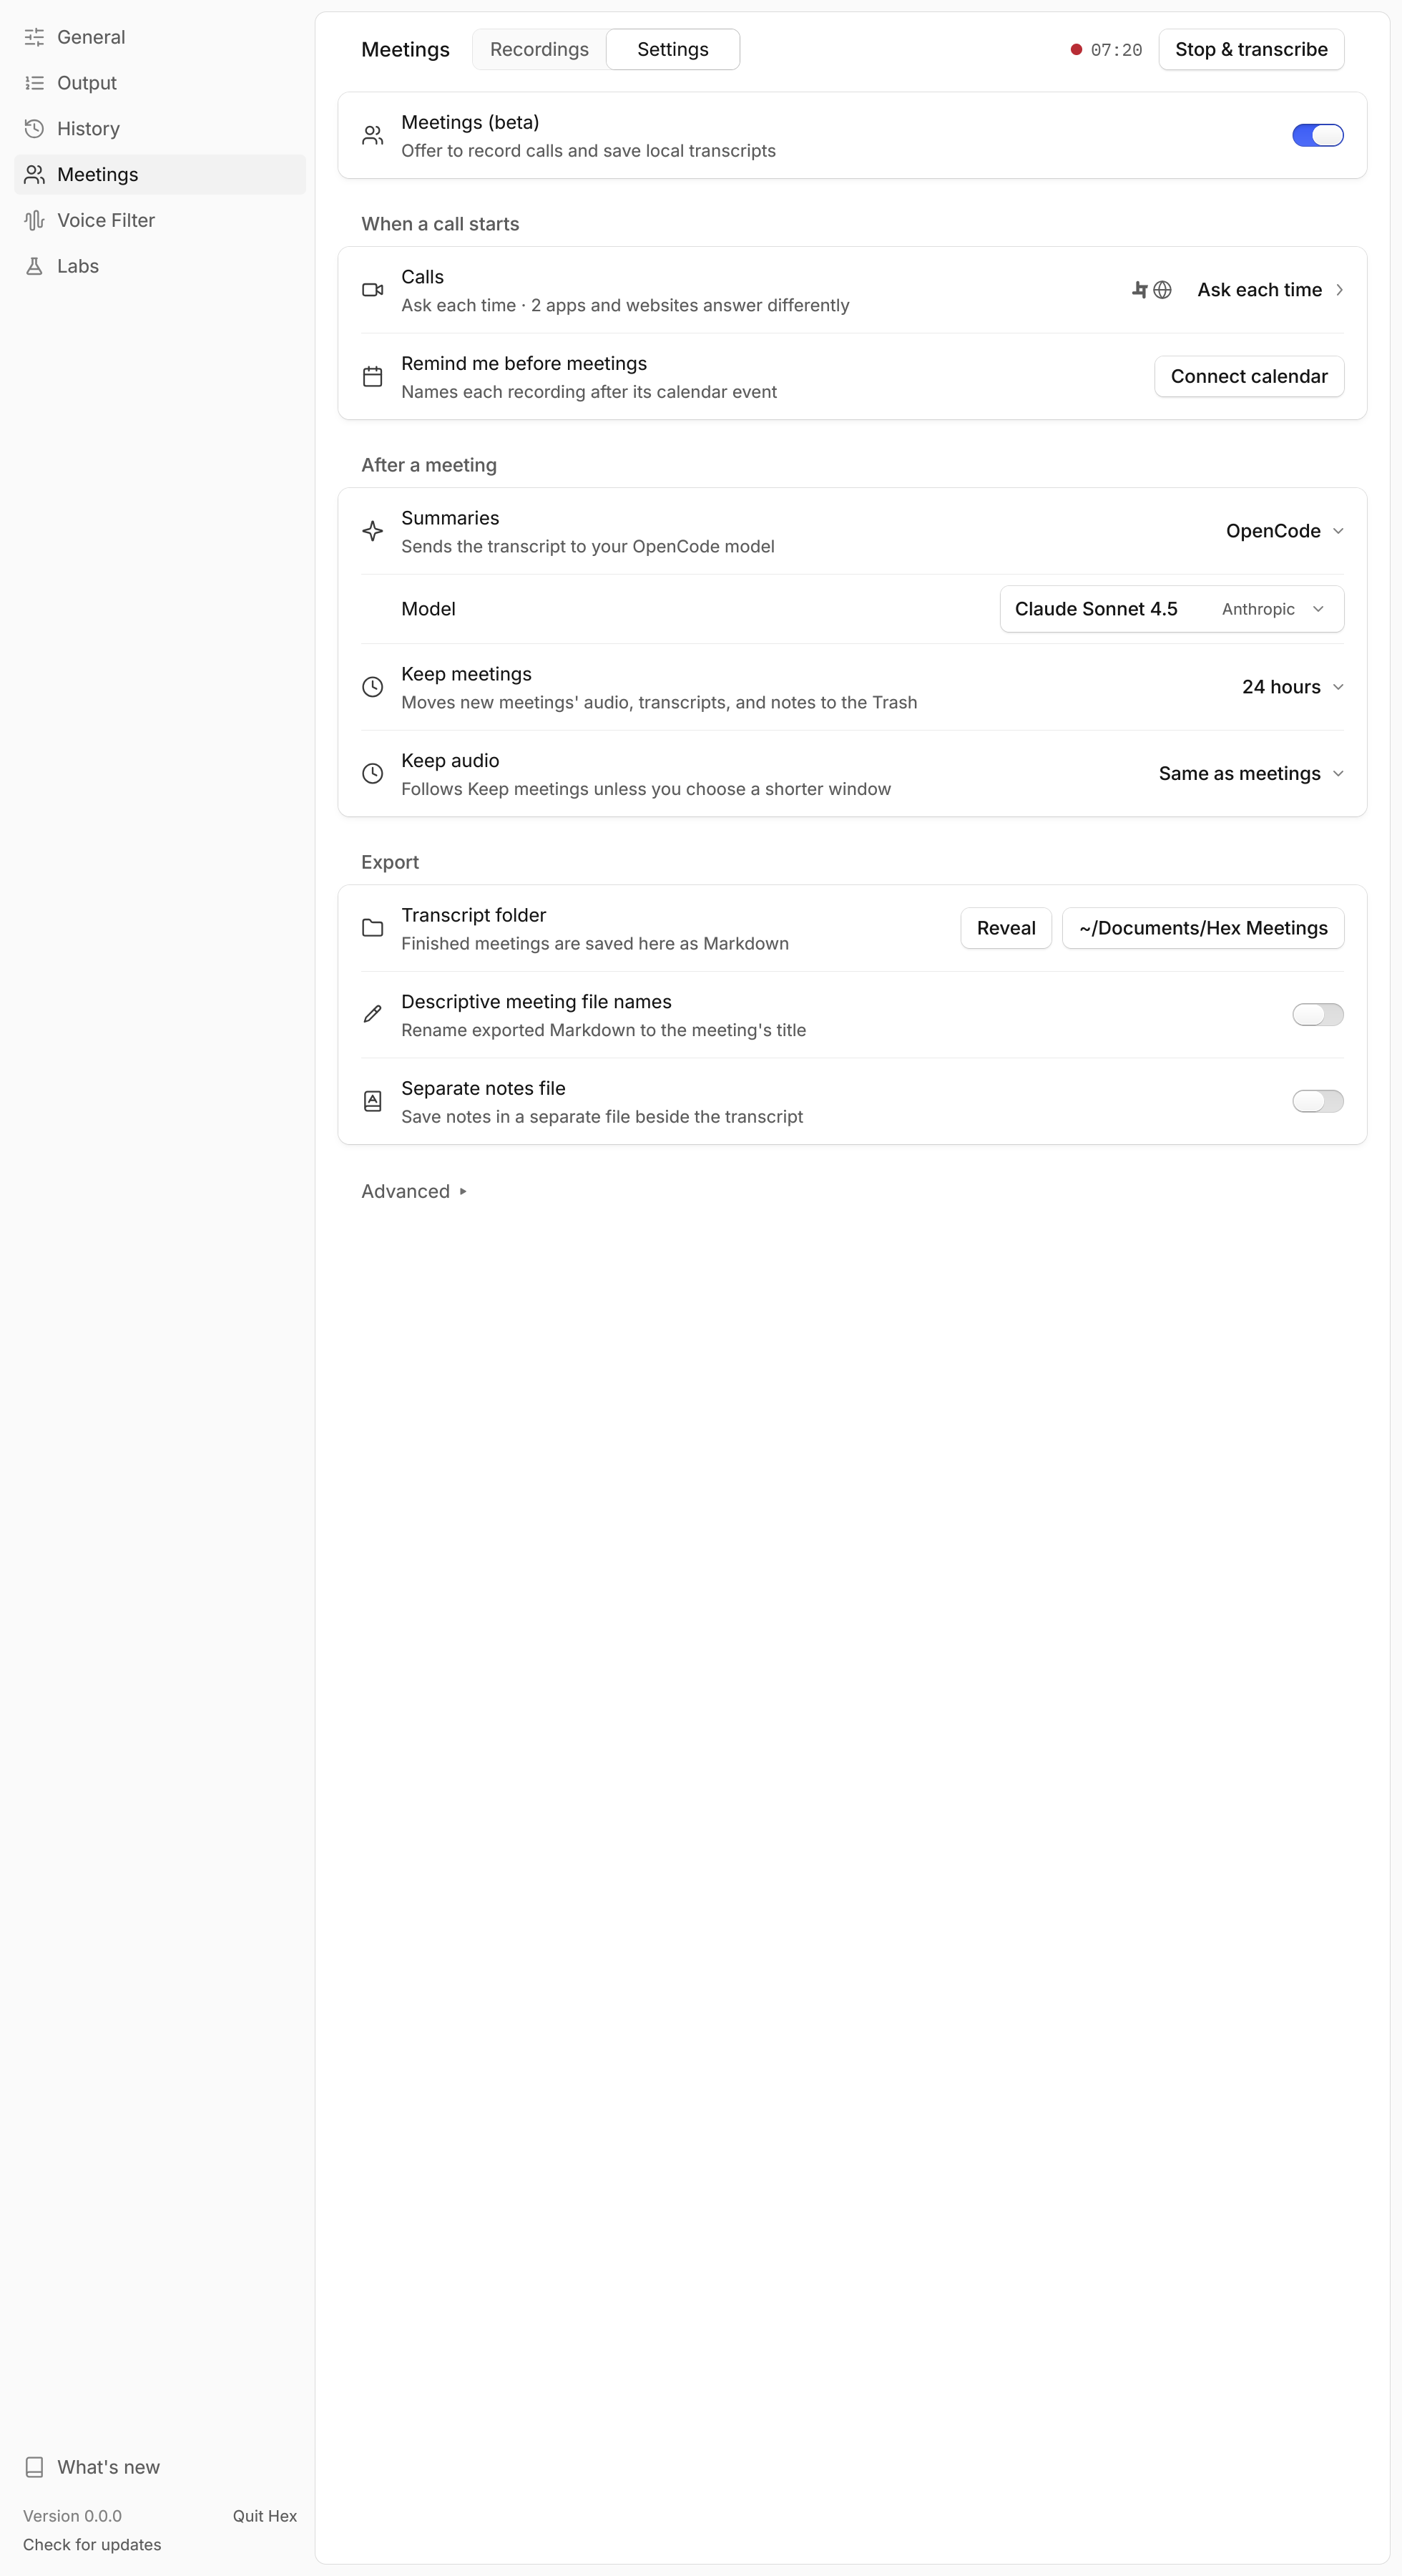 General
Output
History
Meetings
Voice Filter
Labs
What's new
Version 0.0.0
Quit Hex
Check for updates
Meetings
Recordings
Settings
07:20
Stop & transcribe
Meetings (beta)
Offer to record calls and save local transcripts
When a call starts
Calls
Ask each time · 2 apps and websites answer differently
Ask each time
Remind me before meetings
Names each recording after its calendar event
Connect calendar
After a meeting
Summaries
Sends the transcript to your OpenCode model
OpenCode
Model
Claude Sonnet 4.5
Anthropic
Keep meetings
Moves new meetings' audio, transcripts, and notes to the Trash
24 hours
Keep audio
Follows Keep meetings unless you choose a shorter window
Same as meetings
Export
Transcript folder
Finished meetings are saved here as Markdown
Reveal
~/Documents/Hex Meetings
Descriptive meeting file names
Rename exported Markdown to the meeting's title
Separate notes file
Save notes in a separate file beside the transcript
Advanced